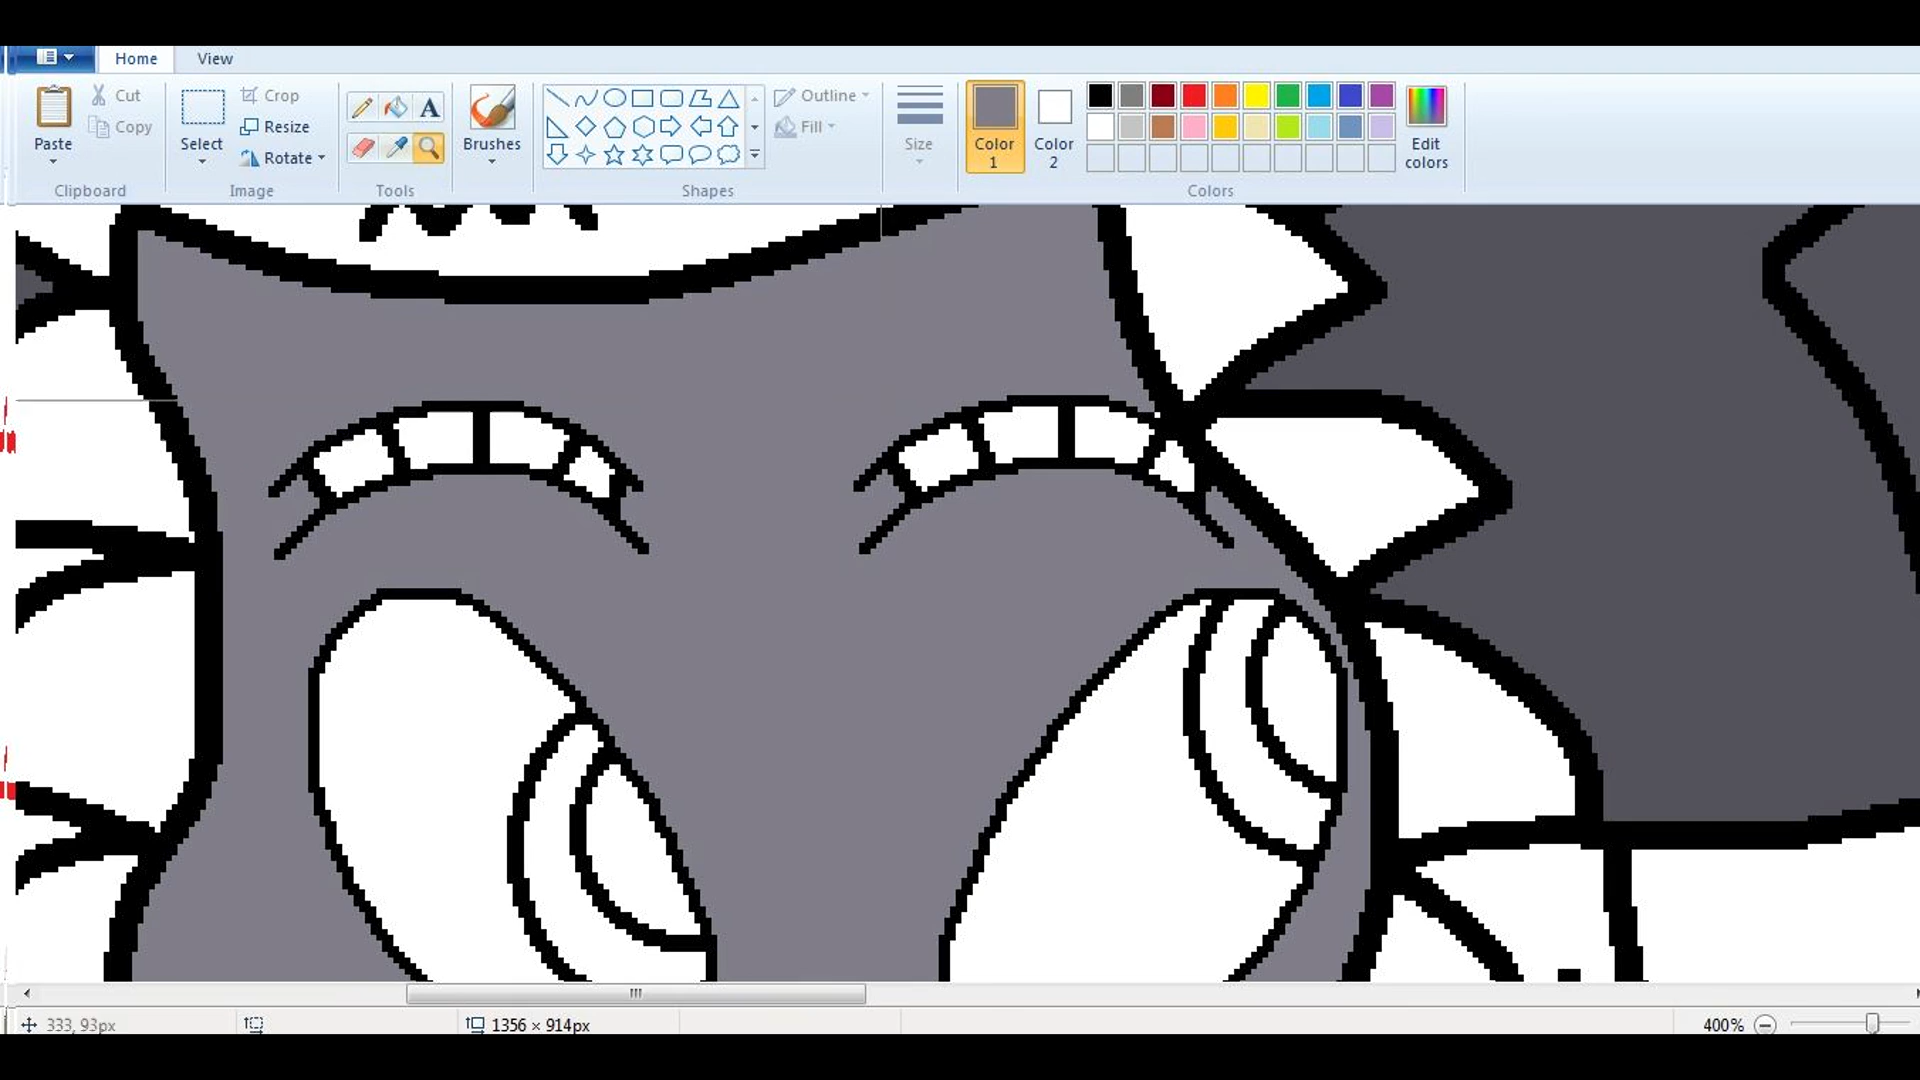 Home View
Cut
Copy
Paste
Clipboard
Crop
Resize
Rotate
Select
Image
A
Tools
Brushes
Outline
Fill
Shapes
Size
Color
1
Color
2
Edit
colors
Colors
333, 93px
1356 × 914px
400%